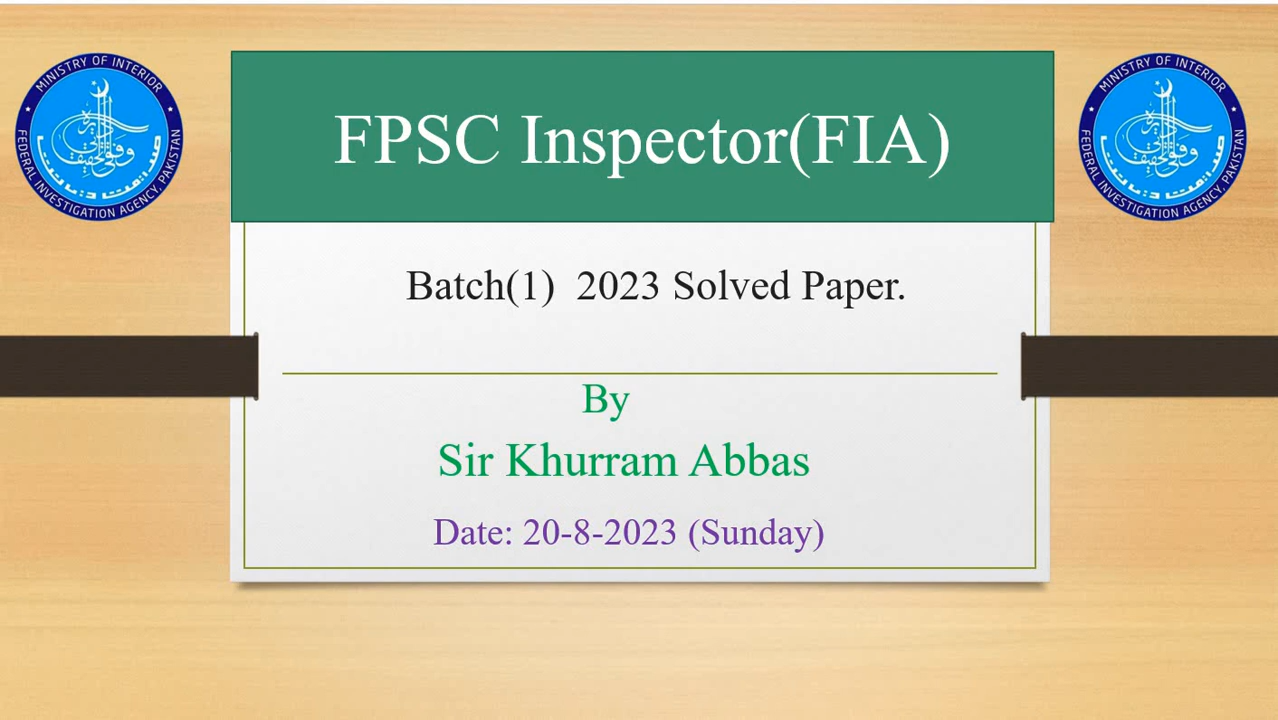 MINISTRY OF INTERIOR
FEDERAL INVESTIGATION AGENCY, PAKISTAN
MINISTRY OF INTERIOR
FEDERAL INVESTIGATION AGENCY, PAKISTAN
FPSC Inspector(FIA)
Batch(1) 2023 Solved Paper.
By
Sir Khurram Abbas
Date: 20-8-2023 (Sunday)